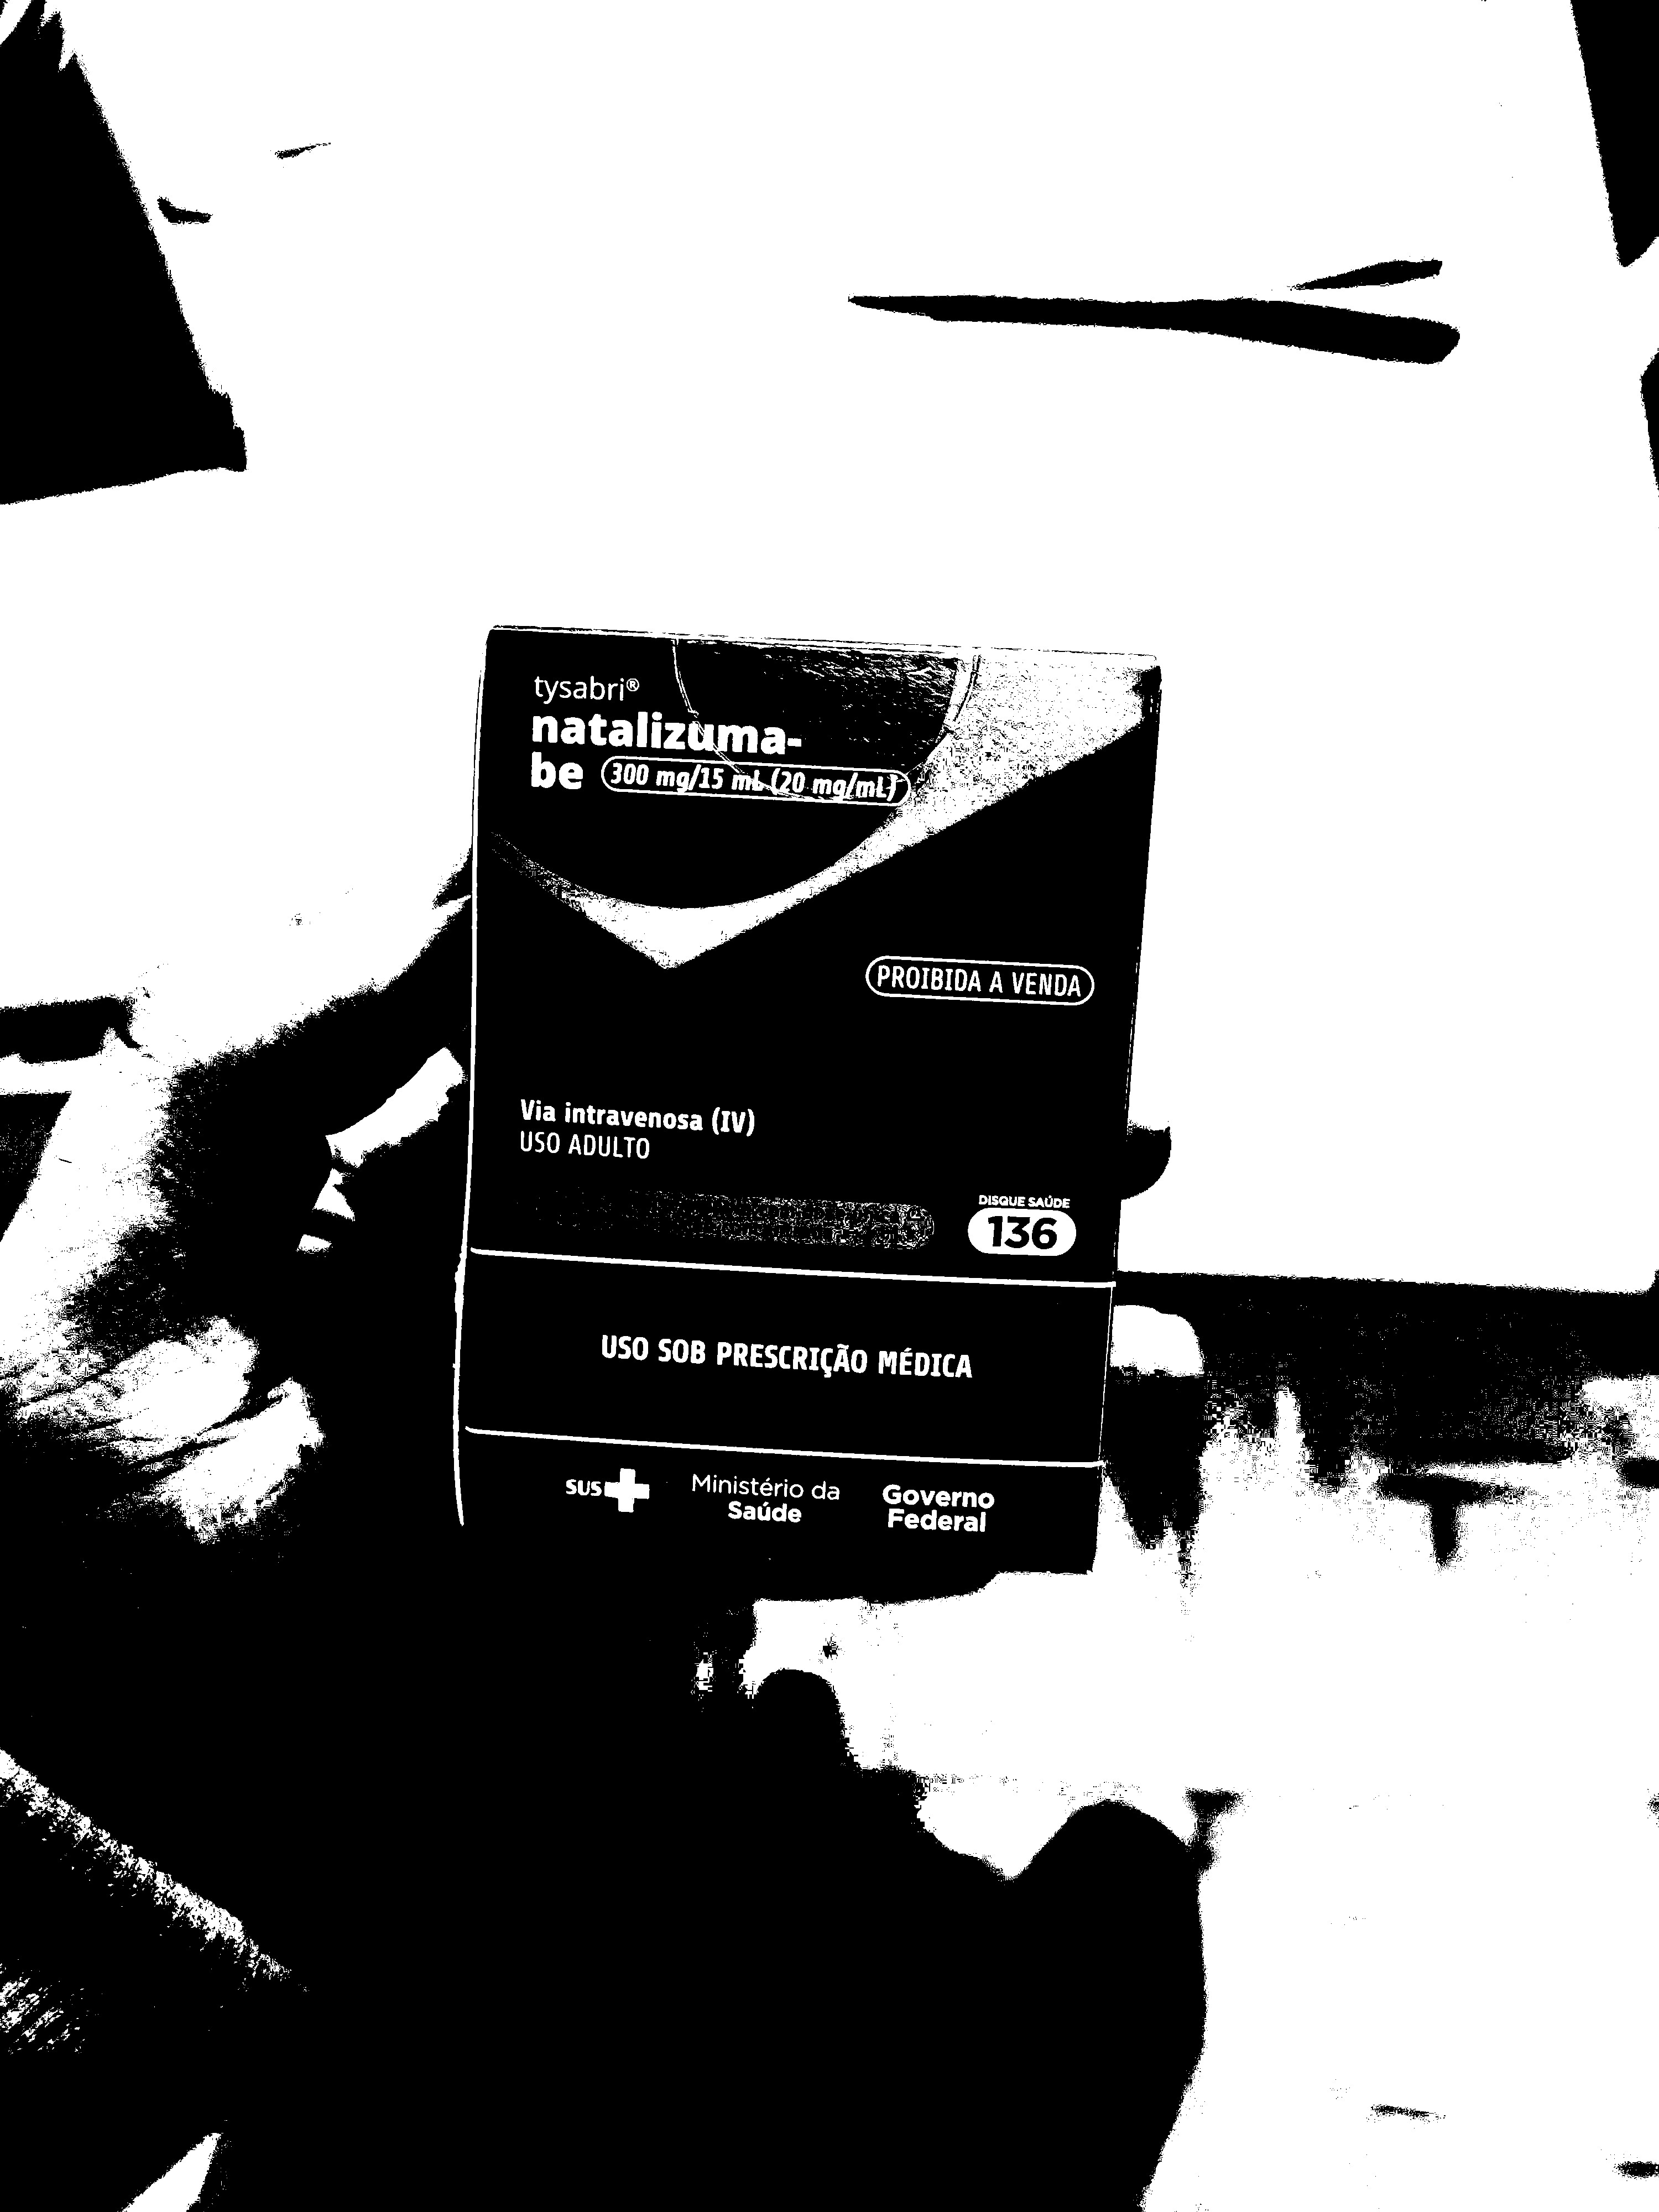 tysabri®
natalizuma-
be 300 mg/15 mL (20 mg/mL)
PROIBIDA A VENDA
Via intravenosa (IV)
USO ADULTO
DISQUE SAÚDE
136
USO SOB PRESCRIÇÃO MÉDICA
SUS Ministério da Saúde Governo Federal